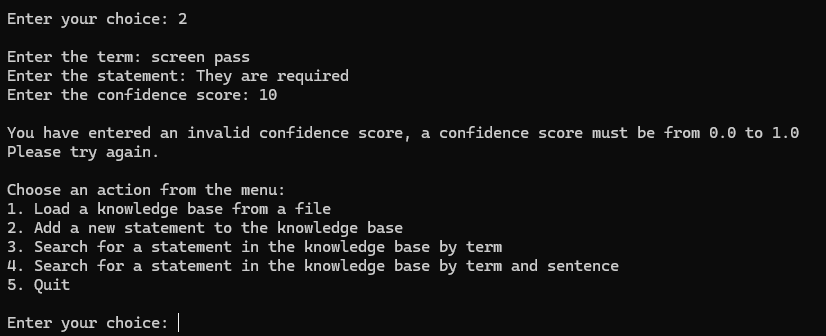 Enter your choice: 2
Enter the term: screen pass
Enter the statement: They are required
Enter the confidence score: 10
You have entered an invalid confidence score, a confidence score must be from 0.0 to 1.0
Please try again.
Choose an action from the menu:
1. Load a knowledge base from a file
2. Add a new statement to the knowledge base
3. Search for a statement in the knowledge base by term
4. Search for a statement in the knowledge base by term and sentence
5. Quit
Enter your choice: